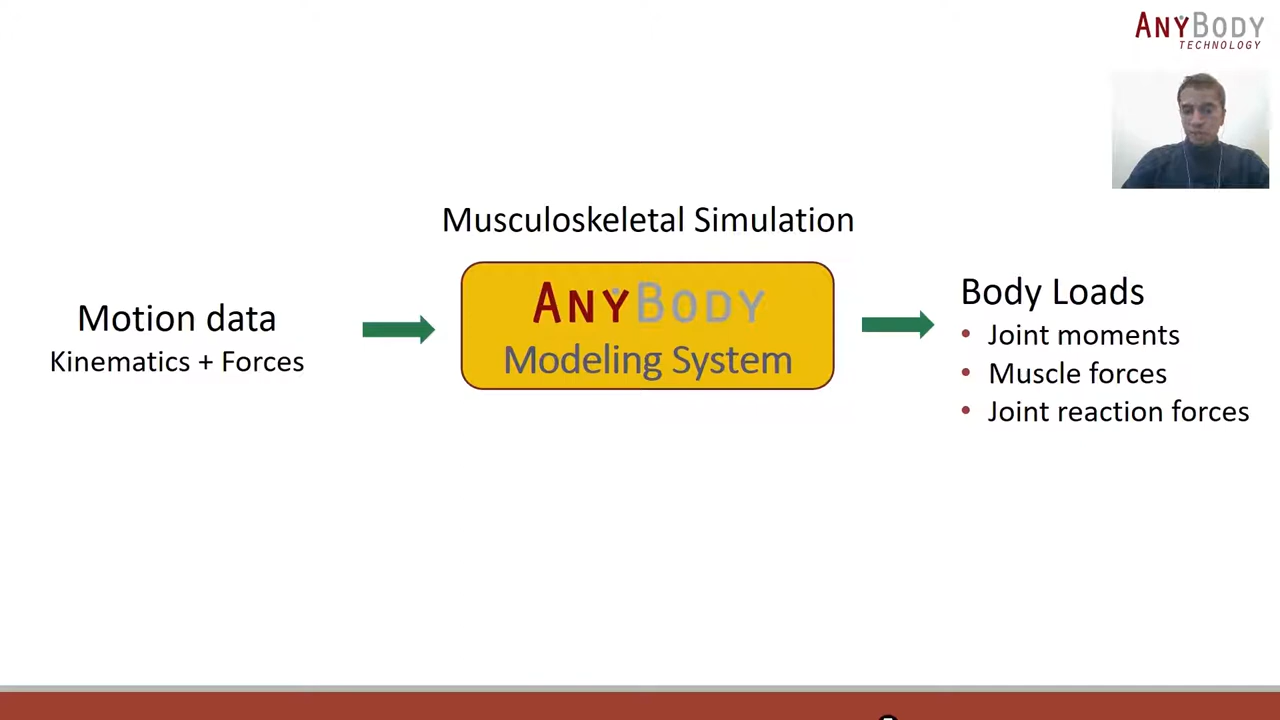 ANYBODY
TECHNOLOGY
Musculoskeletal Simulation
Motion data
Kinematics + Forces
ANYBODY
Modeling System
Body Loads
• Joint moments
• Muscle forces
• Joint reaction forces